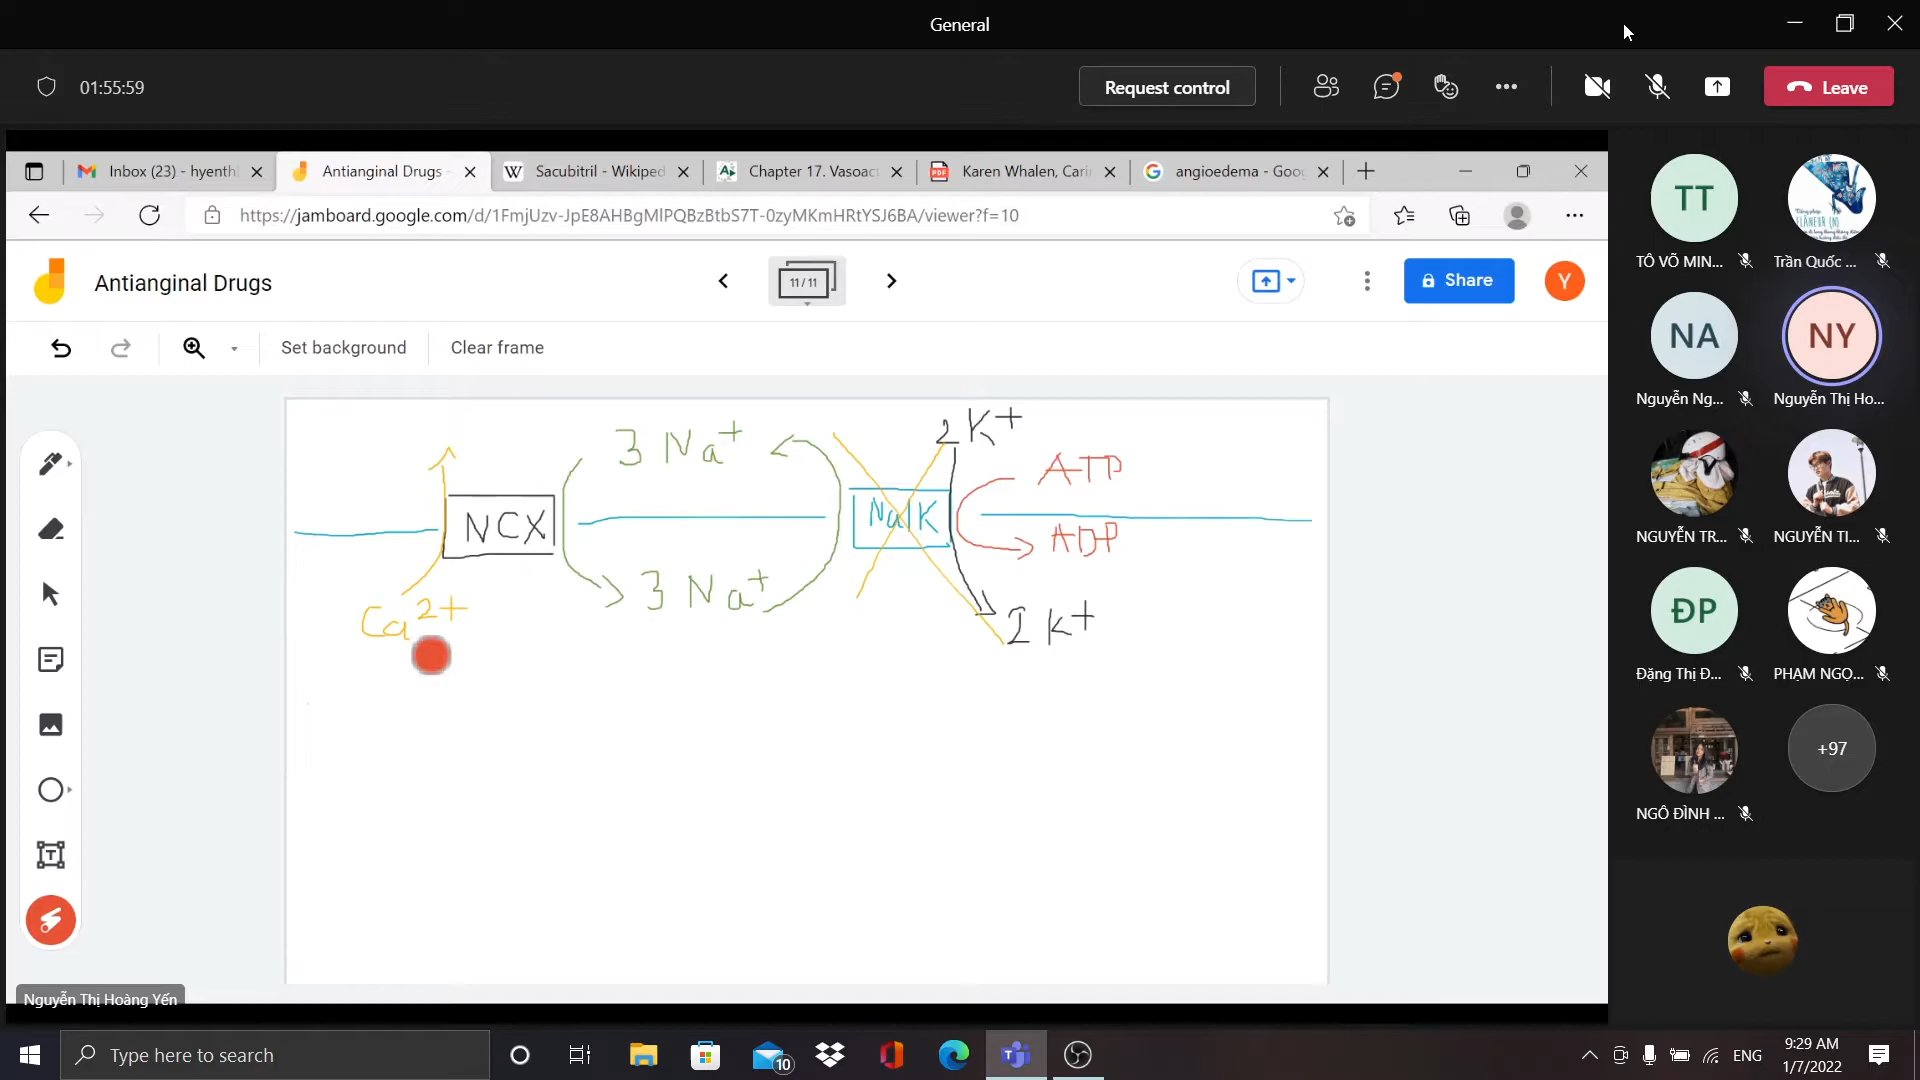 General
01:55:59
Request control
Leave
Inbox (23) - hyenth
Antianginal Drugs -
Sacubitril - Wikiped
Chapter 17. Vasoact
Karen Whalen, Cari
angioedema - Goo
https://jamboard.google.com/d/1FmjUzv-JpE8AHBgMlPQBzBtbS7T-0zyMKmHRtYSJ6BA/viewer?f=10
Antianginal Drugs
11/11
Share
Y
Set background
Clear frame
3 Na+
2 K+
ATP
NCX
Na/K
ADP
Ca2+
3 Na+
2 K+
TT
TÔ VÕ MIN...
Trần Quốc ...
NA
NY
Nguyễn Ng...
Nguyễn Thị Ho...
NGUYỄN TR...
NGUYỄN TI...
ĐP
Đặng Thị Đ...
PHẠM NGỌ...
+97
NGÔ ĐÌNH ...
Nguyễn Thị Hoàng Yến
Type here to search
10
ENG
9:29 AM
1/7/2022